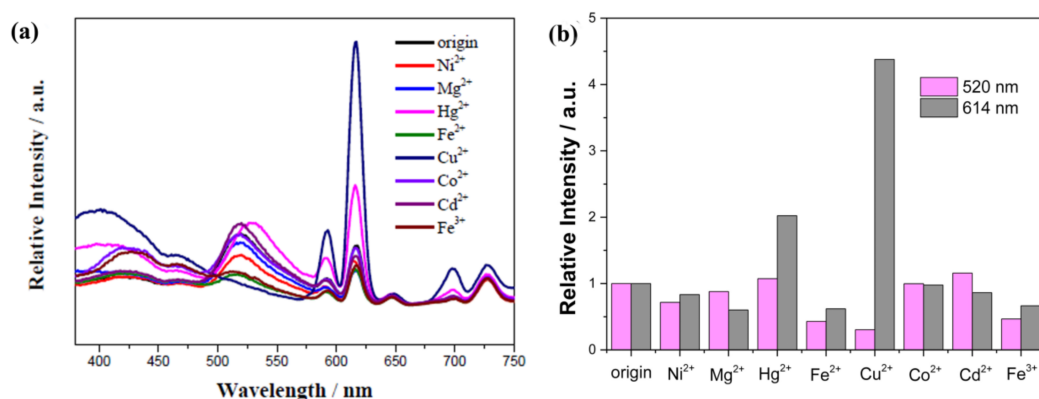 (a)
Relative Intensity / a.u.
origin
Ni²⁺
Mg²⁺
Hg²⁺
Fe²⁺
Cu²⁺
Co²⁺
Cd²⁺
Fe³⁺
400 450 500 550 600 650 700 750
Wavelength / nm
(b)
Relative Intensity / a.u.
5
4
3
2
1
0
520 nm
614 nm
origin Ni²⁺ Mg²⁺ Hg²⁺ Fe²⁺ Cu²⁺ Co²⁺ Cd²⁺ Fe³⁺